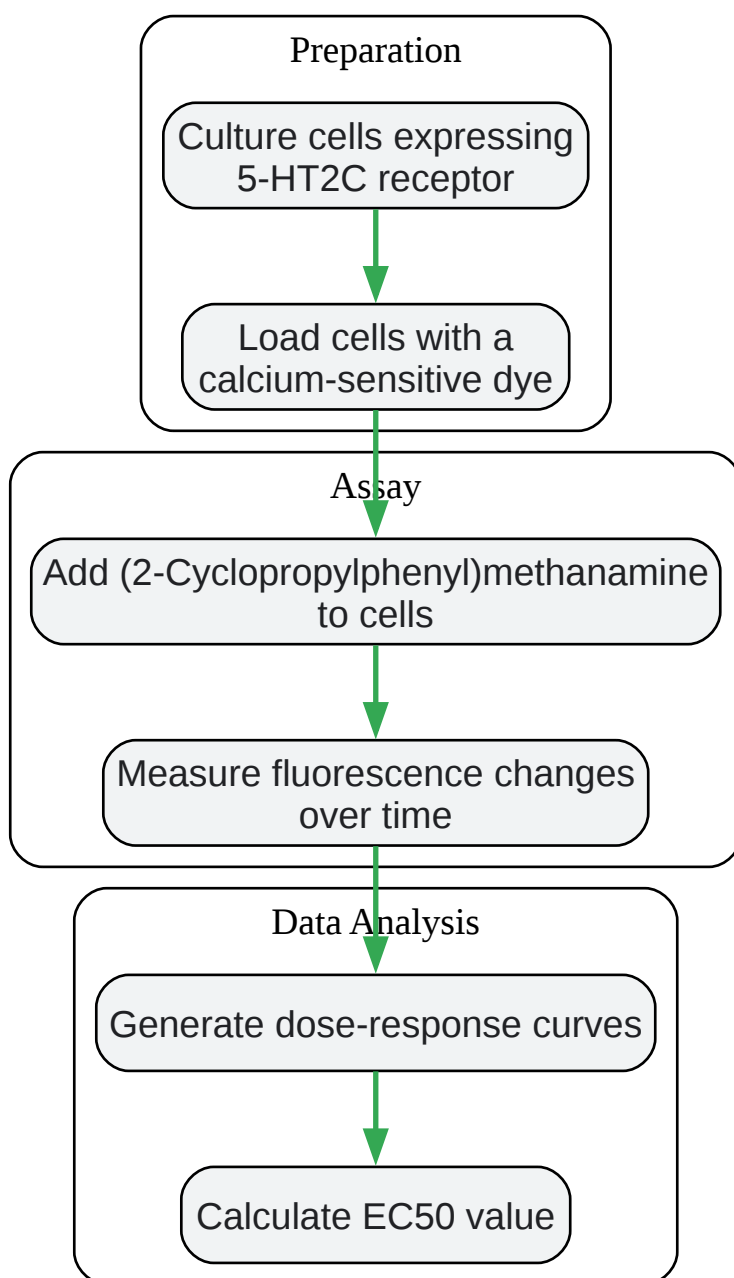 Preparation
Culture cells expressing
5-HT2C receptor
Load cells with a
calcium-sensitive dye
Assay
Add (2-Cyclopropylphenyl)methanamine
to cells
Measure fluorescence changes
over time
Data Analysis
Generate dose-response curves
Calculate EC50 value